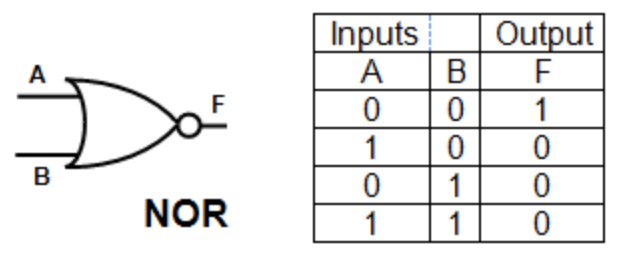 A
F
B
NOR
Inputs Output
A B F
0 0 1
1 0 0
0 1 0
1 1 0